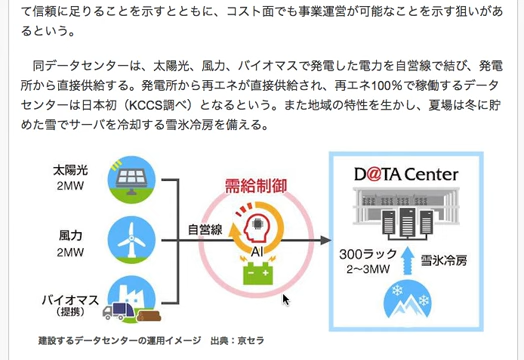 て信頼に足りることを示すとともに、コスト面でも事業運営が可能なことを示す狙いがあ
るという。
同データセンターは、太陽光、風力、バイオマスで発電した電力を自営線で結び、発電
所から直接供給する。発電所から再エネが直接供給され、再エネ100％で稼働するデータ
センターは日本初（KCCS調べ）となるという。また地域の特性を生かし、夏場は冬に貯
めた雪でサーバを冷却する雪氷冷房を備える。
太陽光
2MW
風力
2MW
バイオマス
（提携）
自営線
需給制御
AI
D@TA Center
300ラック
2〜3MW
雪氷冷房
建設するデータセンターの運用イメージ　出典：京セラ